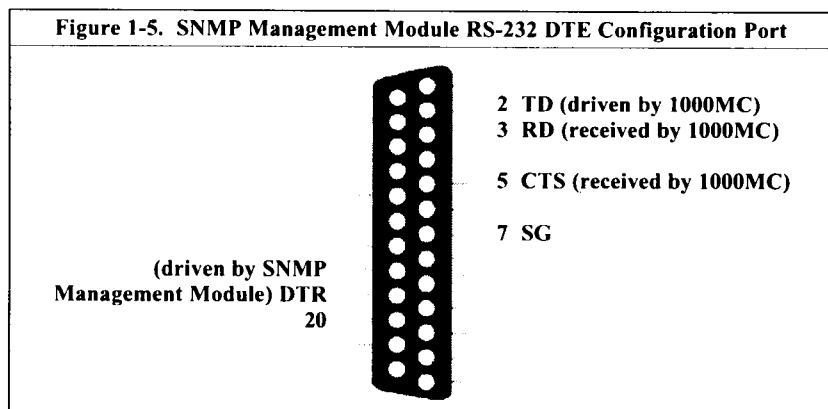 Figure 1-5. SNMP Management Module RS-232 DTE Configuration Port
2 TD (driven by 1000MC)
3 RD (received by 1000MC)
5 CTS (received by 1000MC)
7 SG
(driven by SNMP
Management Module) DTR
20